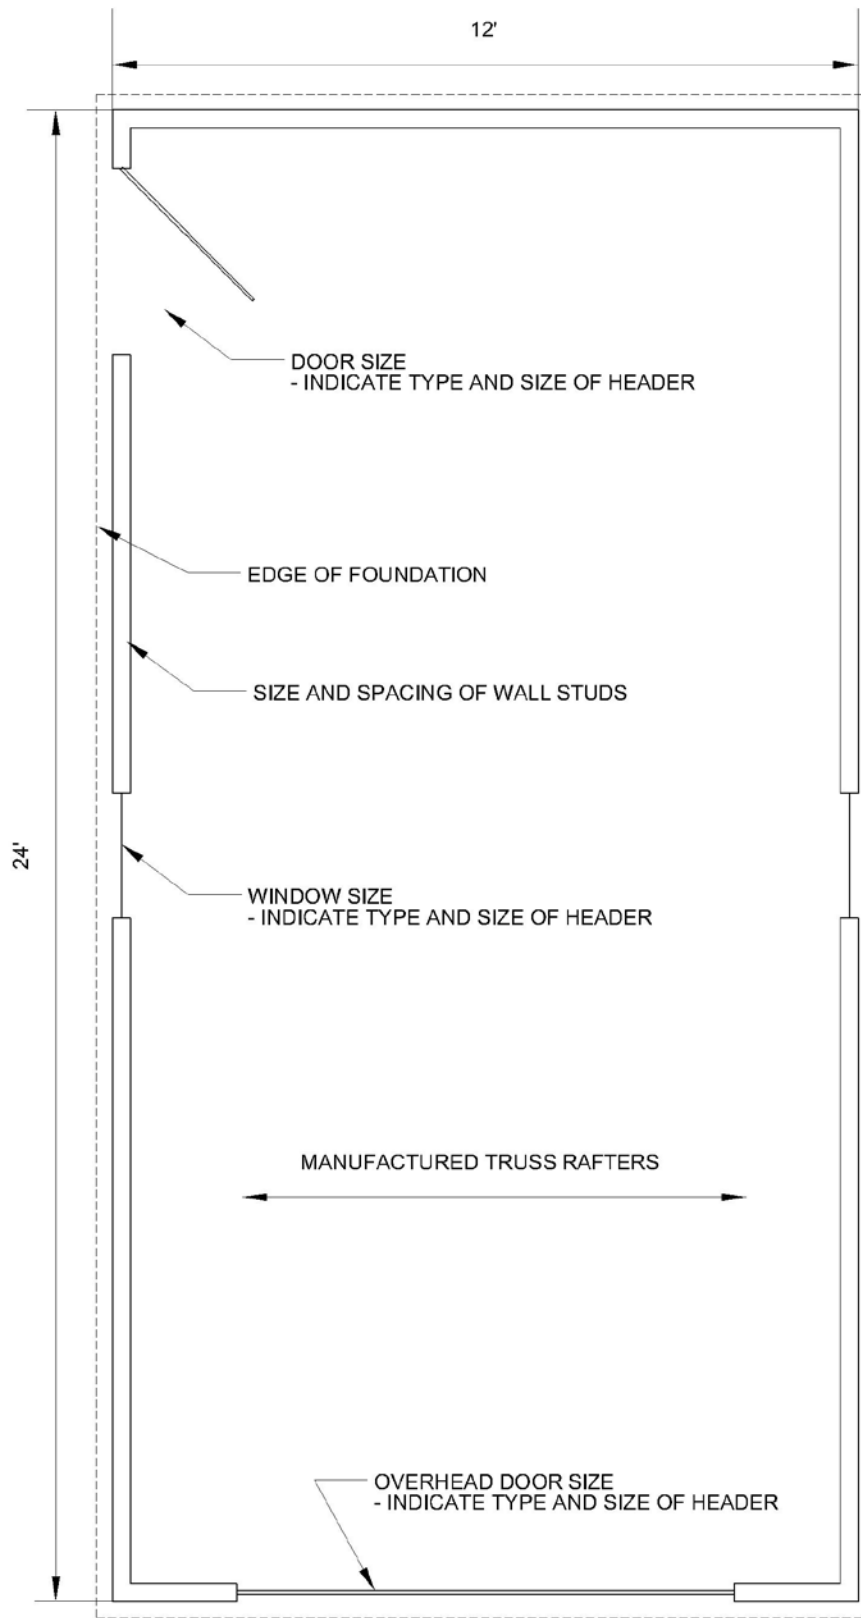 12'
DOOR SIZE
- INDICATE TYPE AND SIZE OF HEADER
EDGE OF FOUNDATION
SIZE AND SPACING OF WALL STUDS
24'
WINDOW SIZE
- INDICATE TYPE AND SIZE OF HEADER
MANUFACTURED TRUSS RAFTERS
OVERHEAD DOOR SIZE
- INDICATE TYPE AND SIZE OF HEADER